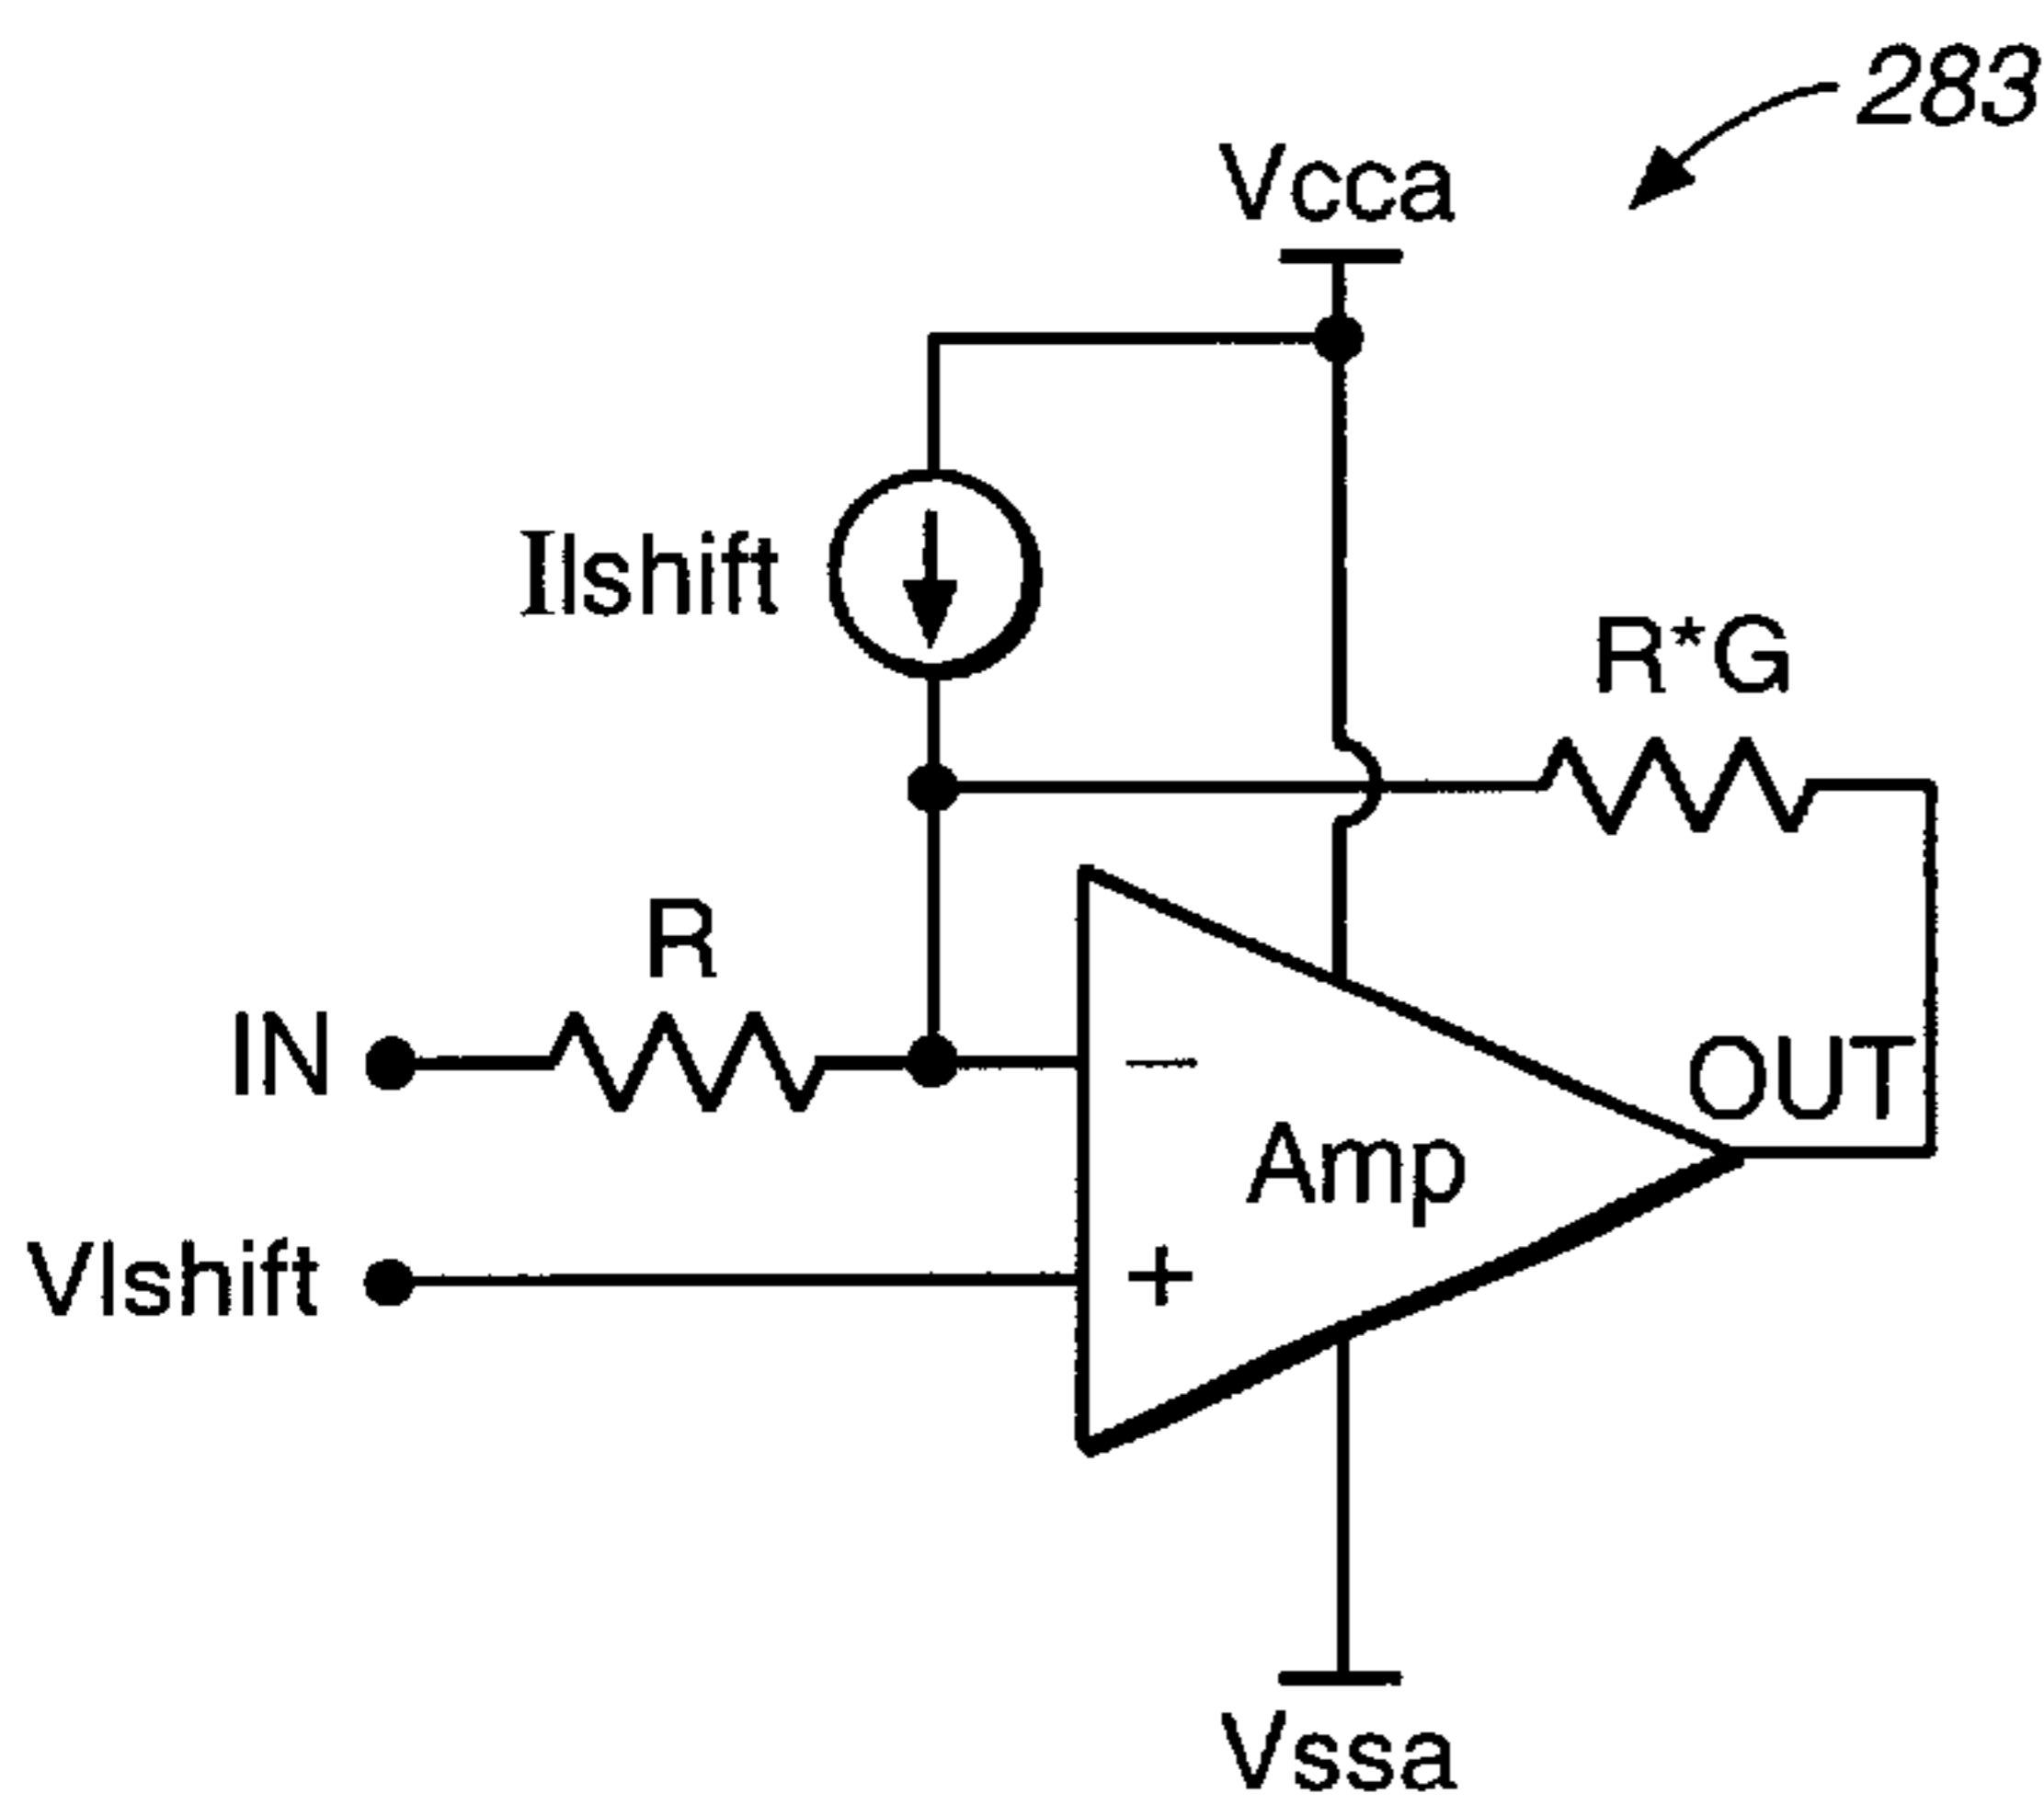 283
Vcca
Ilshift
R*G
R
IN
OUT
−
Amp
Vlshift
+
Vssa